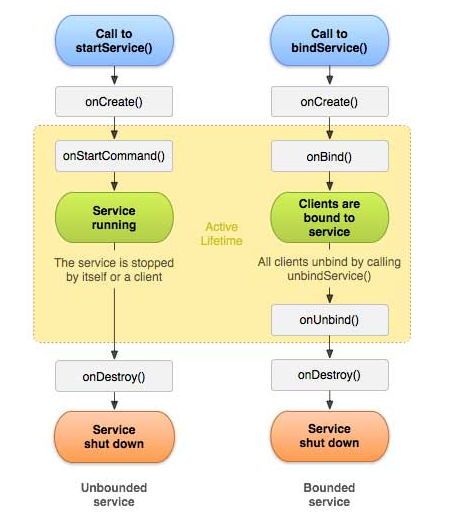 Call to
startService()
onCreate()
onStartCommand()
Service
running
The service is stopped
by itself or a client
onDestroy()
Service
shut down
Unbounded
service
Active
Lifetime
Call to
bindService()
onCreate()
onBind()
Clients are
bound to
service
All clients unbind by calling
unbindService()
onUnbind()
onDestroy()
Service
shut down
Bounded
service